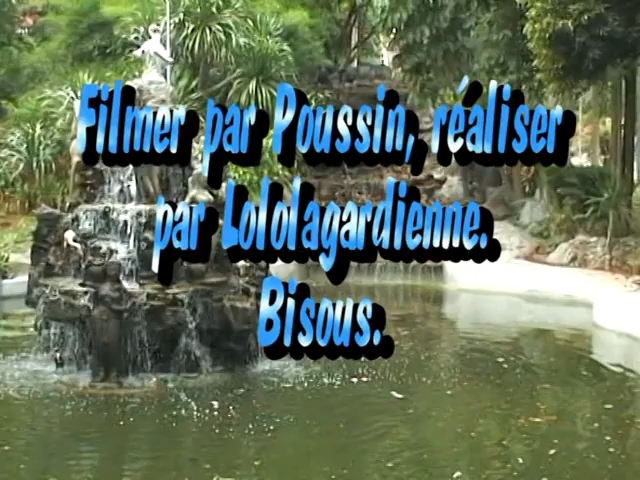 Filmer par Poussin, réaliser
par Lololagardienne.
Bisous.